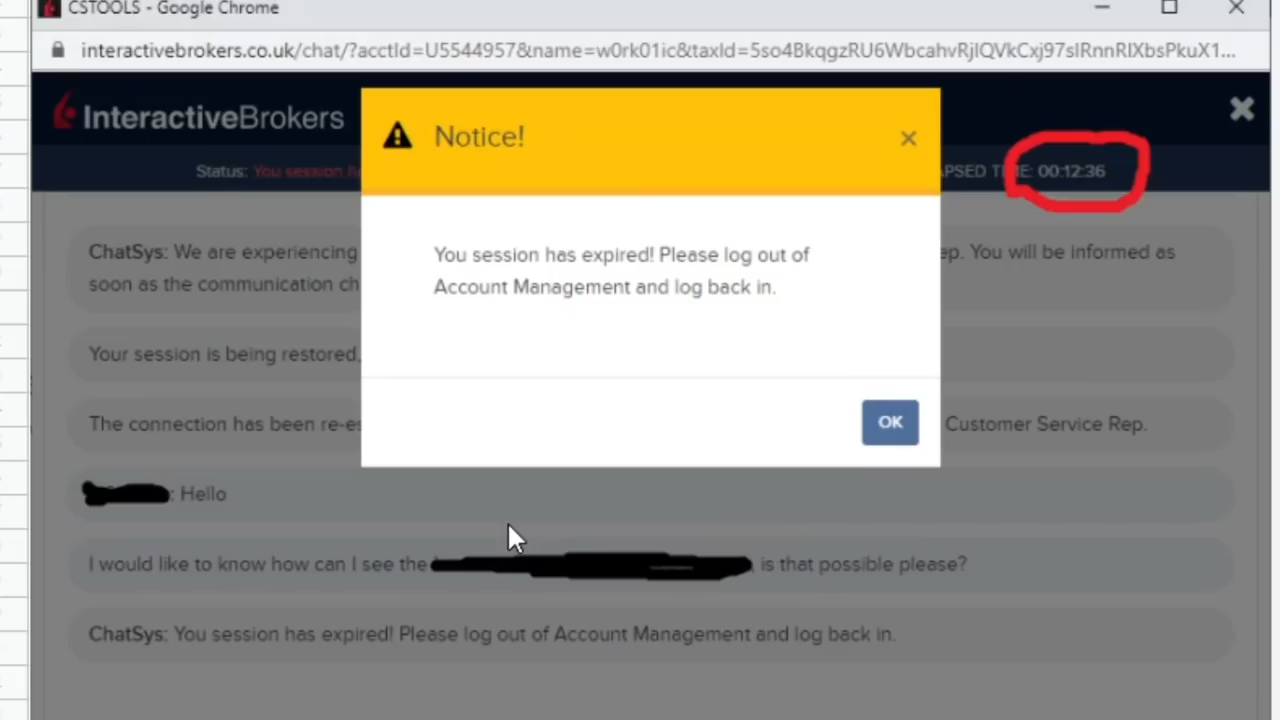 CSTOOLS - Google Chrome
interactivebrokers.co.uk/chat/?acctId=U5544957&name=w0rk01ic&taxId=5so4BkqgzRU6WbcahvRjlQVkCxj97slRnnRlXbsPkuX1...
InteractiveBrokers
Notice!
Status: You session ha
APSED TIME: 00:12:36
You session has expired! Please log out of
Account Management and log back in.
OK
ChatSys: We are experiencing ep. You will be informed as
soon as the communication ch
Your session is being restored.
The connection has been re-es Customer Service Rep.
: Hello
I would like to know how can I see the is that possible please?
ChatSys: You session has expired! Please log out of Account Management and log back in.